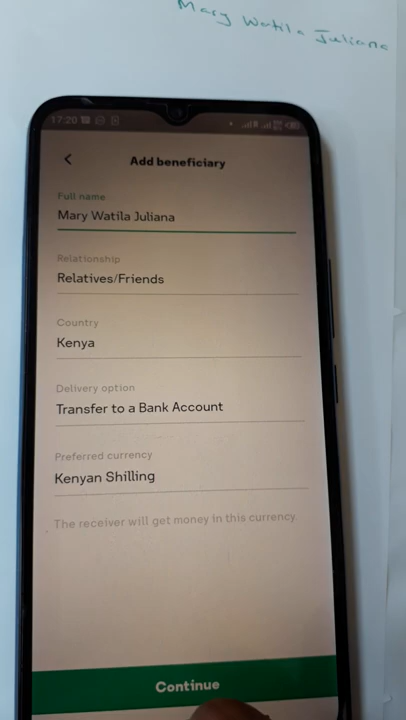 Mary Watila Juliana
17:20
Add beneficiary
Full name
Mary Watila Juliana
Relationship
Relatives/Friends
Country
Kenya
Delivery option
Transfer to a Bank Account
Preferred currency
Kenyan Shilling
The receiver will get money in this currency.
Continue